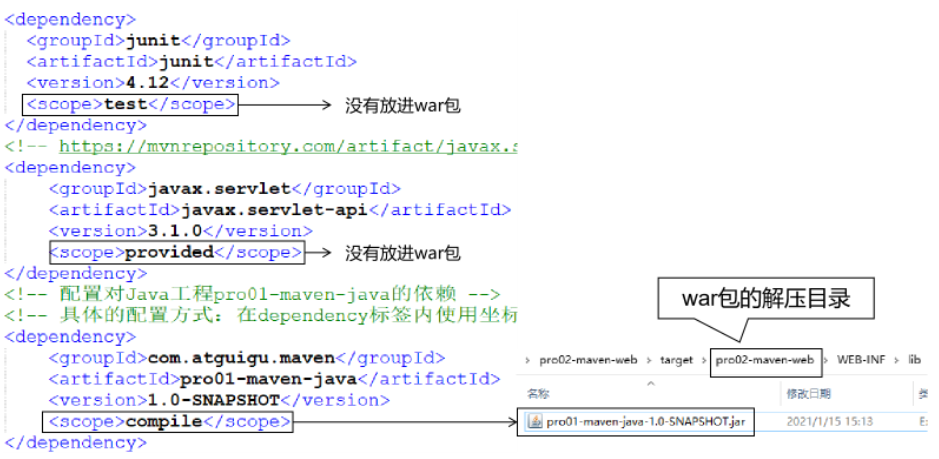 <dependency>
<groupId>junit</groupId>
<artifactId>junit</artifactId>
<version>4.12</version>
<scope>test</scope> 没有放进war包
</dependency>
<!-- https://mvnrepository.com/artifact/javax.s
<dependency>
<groupId>javax.servlet</groupId>
<artifactId>javax.servlet-api</artifactId>
<version>3.1.0</version>
<scope>provided</scope> 没有放进war包
</dependency>
<!-- 配置对Java工程pro01-maven-java的依赖 -->
<!-- 具体的配置方式：在dependency标签内使用坐标
<dependency>
<groupId>com.atguigu.maven</groupId>
<artifactId>pro01-maven-java</artifactId>
<version>1.0-SNAPSHOT</version>
<scope>compile</scope>
</dependency>
war包的解压目录
› pro02-maven-web › target › pro02-maven-web › WEB-INF › lib
名称 修改日期
pro01-maven-java-1.0-SNAPSHOT.jar 2021/1/15 15:13 E